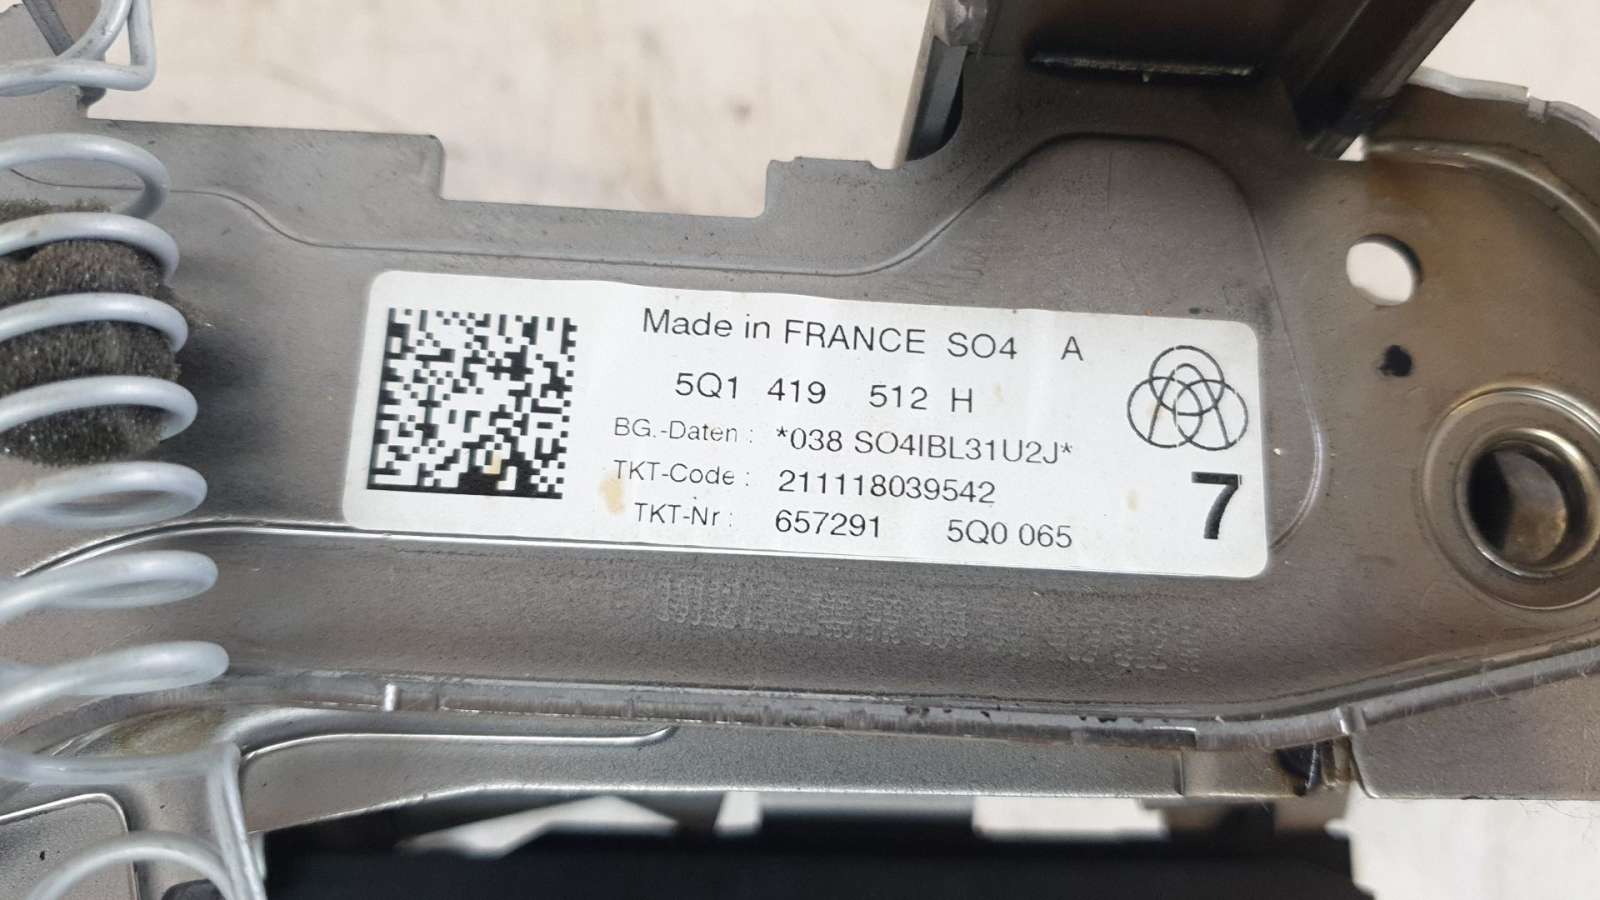 Made in FRANCE SO4 A
5Q1 419 512 H
BG.-Daten : *038 SO4IBL31U2J*
TKT-Code : 211118039542
TKT-Nr : 657291 5Q0 065
7